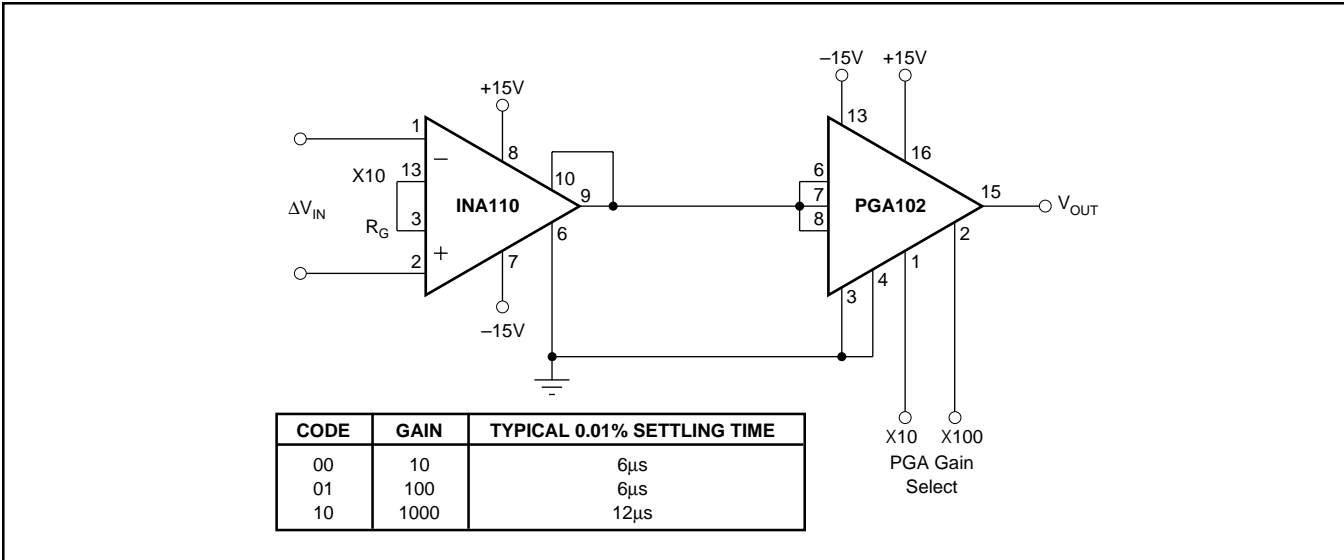 –15V
+15V
+15V
13
1
8
16
–
X10
13
10
6
INA110
9
7
PGA102
15
V_OUT
ΔV_IN
3
8
R_G
6
2
+
2
7
1
4
3
–15V
X10
X100
PGA Gain
Select
CODE GAIN TYPICAL 0.01% SETTLING TIME
00 10 6µs
01 100 6µs
10 1000 12µs